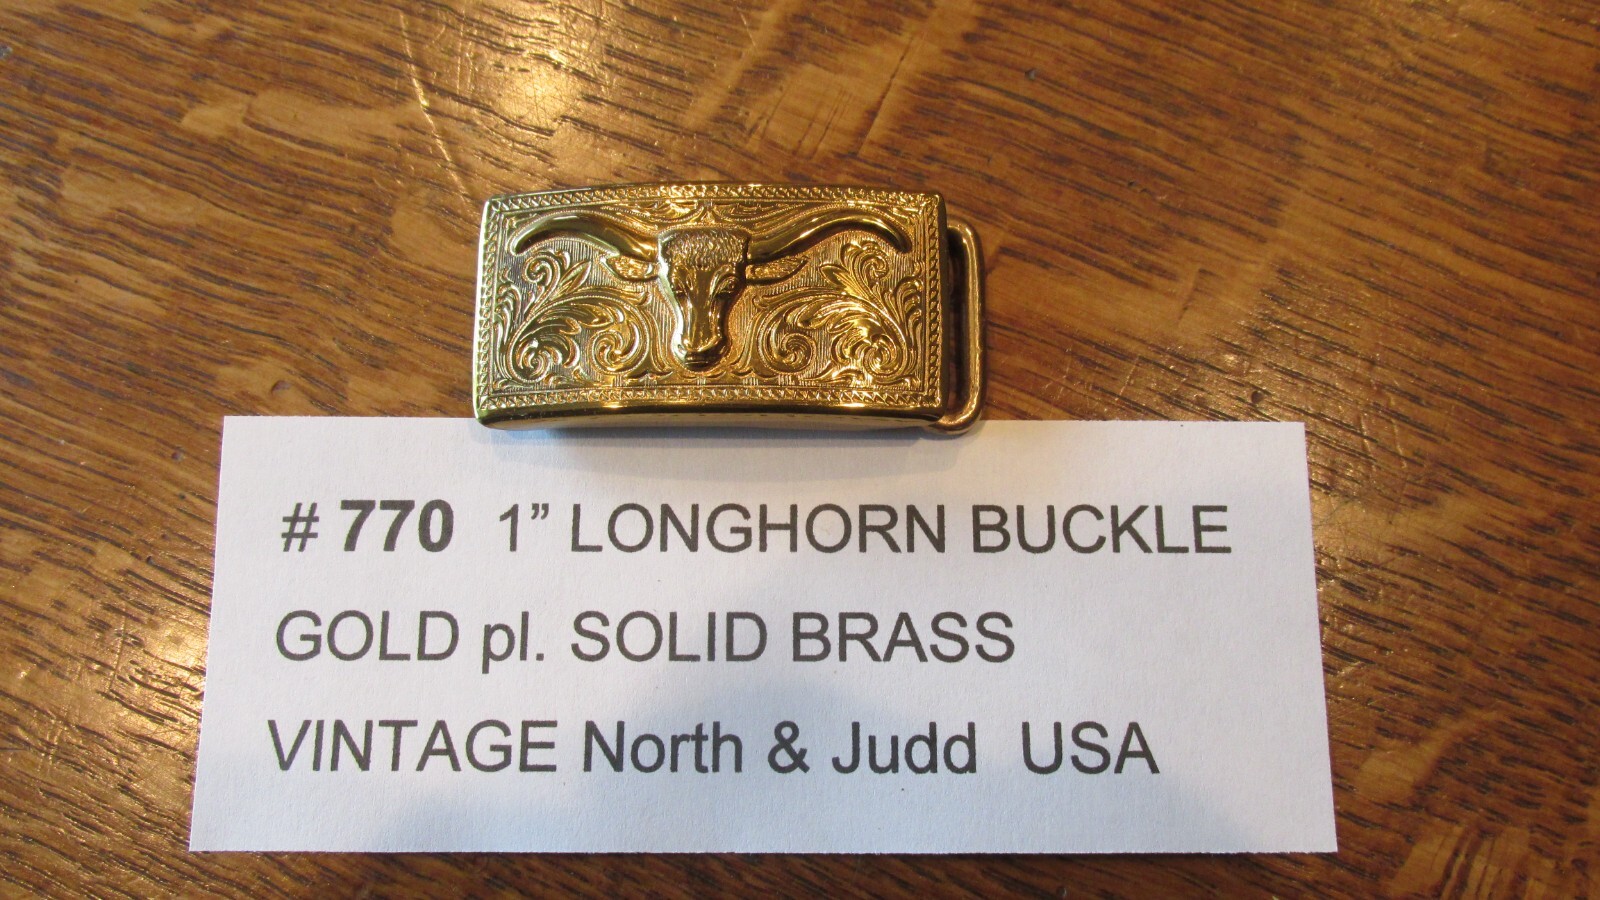 # 770 1” LONGHORN BUCKLE
GOLD pl. SOLID BRASS
VINTAGE North & Judd USA